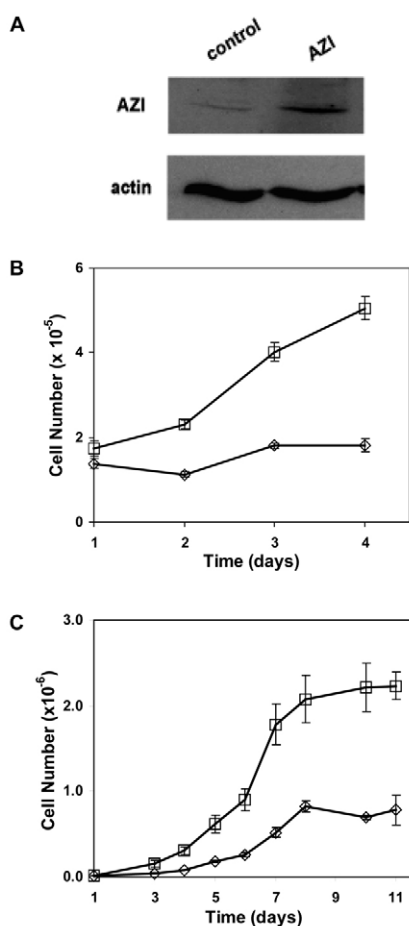 A
control AZI
AZI
actin
B
6
4
2
0
Cell Number (x 10⁻⁵)
1 2 3 4
Time (days)
C
3.0
2.0
1.0
0.0
Cell Number (x10⁻⁶)
1 3 5 7 9 11
Time (days)